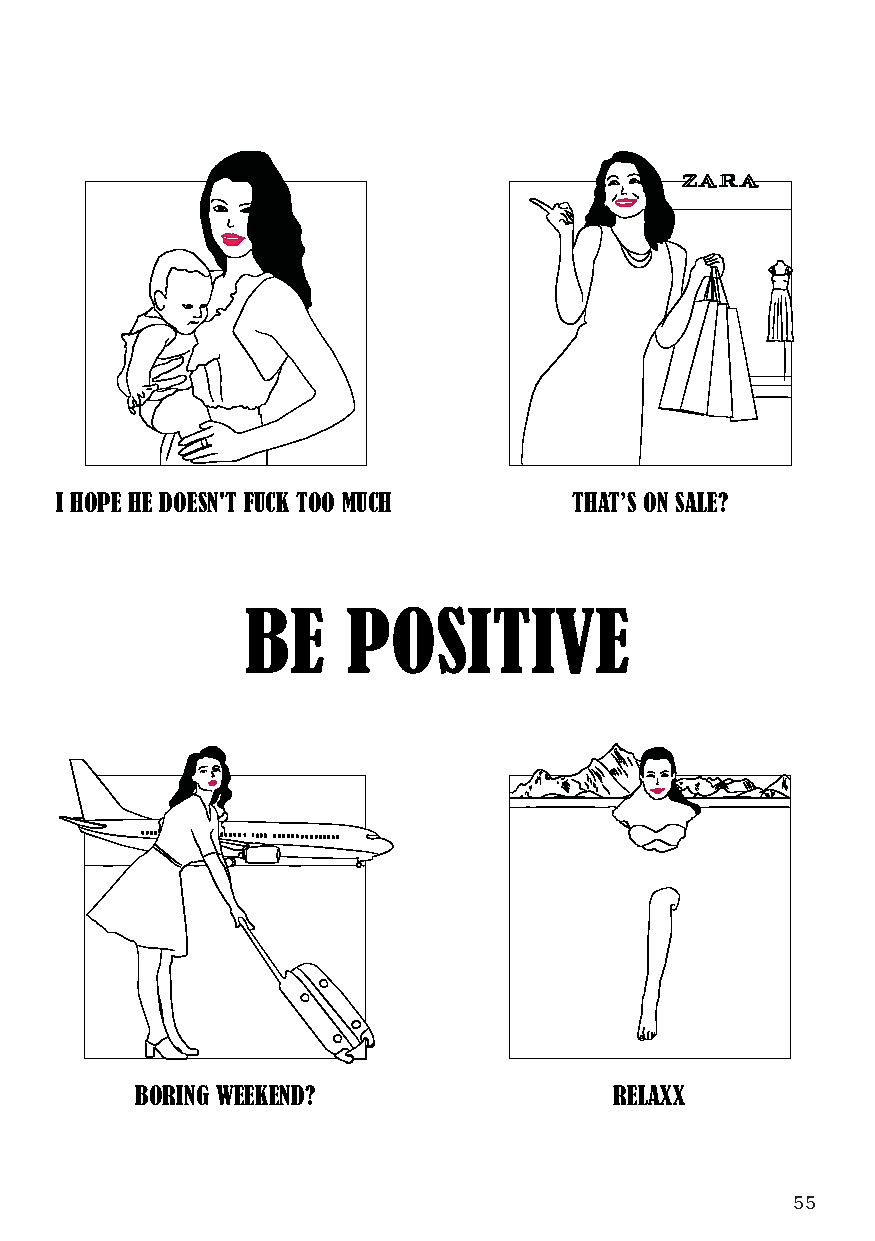 ZARA
I HOPE HE DOESN'T FUCK TOO MUCH
THAT’S ON SALE?
BE POSITIVE
BORING WEEKEND?
RELAXX
55